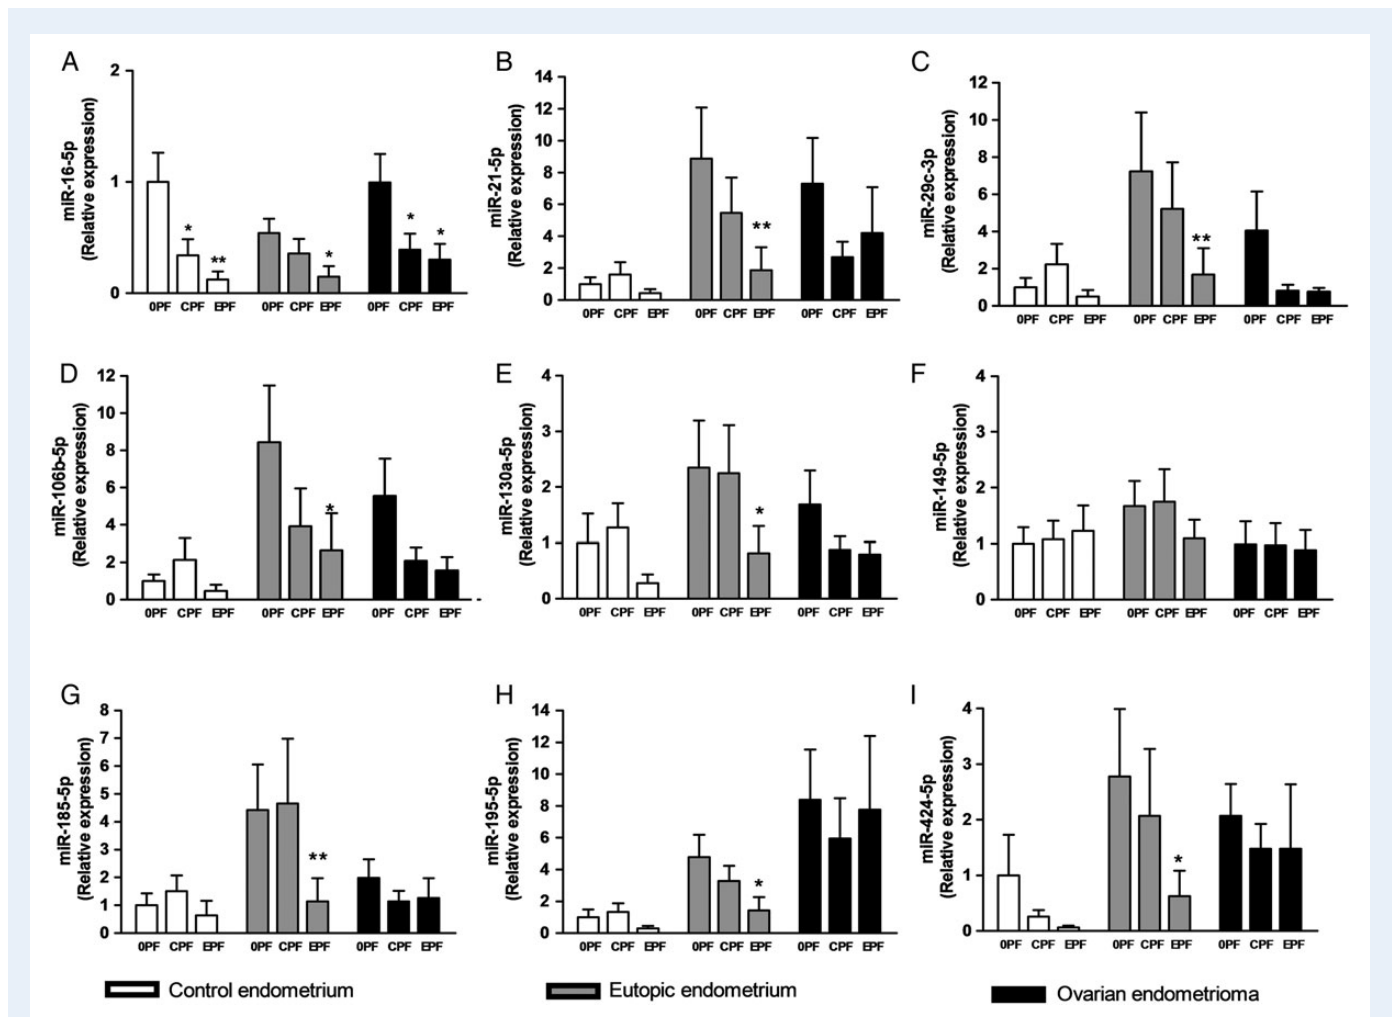 A
miR-16-5p
(Relative expression)
2
1
0
*
**
*
*
*
0PF CPF EPF 0PF CPF EPF 0PF CPF EPF
B
miR-21-5p
(Relative expression)
14
12
10
8
6
4
2
0
**
0PF CPF EPF 0PF CPF EPF 0PF CPF EPF
C
miR-29c-3p
(Relative expression)
12
10
8
6
4
2
0
**
0PF CPF EPF 0PF CPF EPF 0PF CPF EPF
D
miR-106b-5p
(Relative expression)
12
10
8
6
4
2
0
*
0PF CPF EPF 0PF CPF EPF 0PF CPF EPF
E
miR-130a-5p
(Relative expression)
4
3
2
1
0
*
0PF CPF EPF 0PF CPF EPF 0PF CPF EPF
F
miR-149-5p
(Relative expression)
4
3
2
1
0
0PF CPF EPF 0PF CPF EPF 0PF CPF EPF
G
miR-185-5p
(Relative expression)
8
7
6
5
4
3
2
1
0
**
0PF CPF EPF 0PF CPF EPF 0PF CPF EPF
H
miR-195-5p
(Relative expression)
14
12
10
8
6
4
2
0
*
0PF CPF EPF 0PF CPF EPF 0PF CPF EPF
I
miR-424-5p
(Relative expression)
4
3
2
1
0
*
0PF CPF EPF 0PF CPF EPF 0PF CPF EPF
Control endometrium
Eutopic endometrium
Ovarian endometrioma